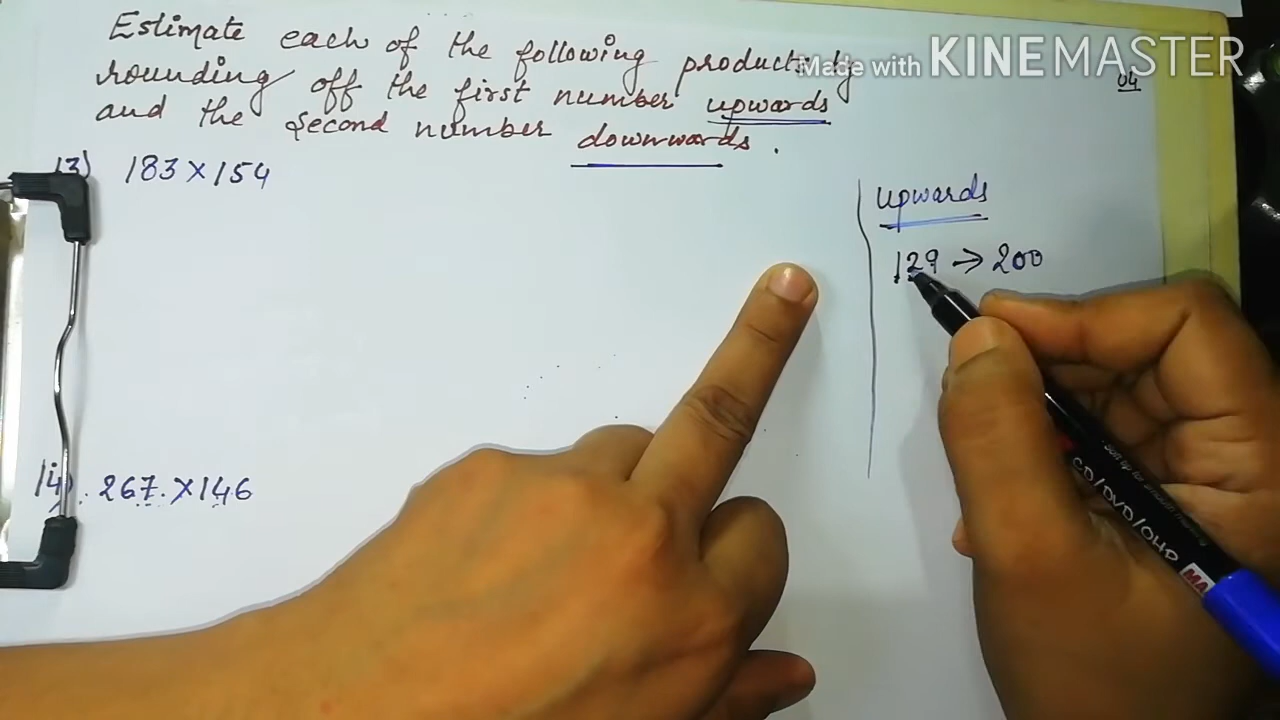 Estimate each of the following products by
rounding off the first number upwards
and the second number downwards.
Made with KINEMASTER
04
13) 183×154
upwards
129 → 200
14). 267.×146
CD/DVD/OHP